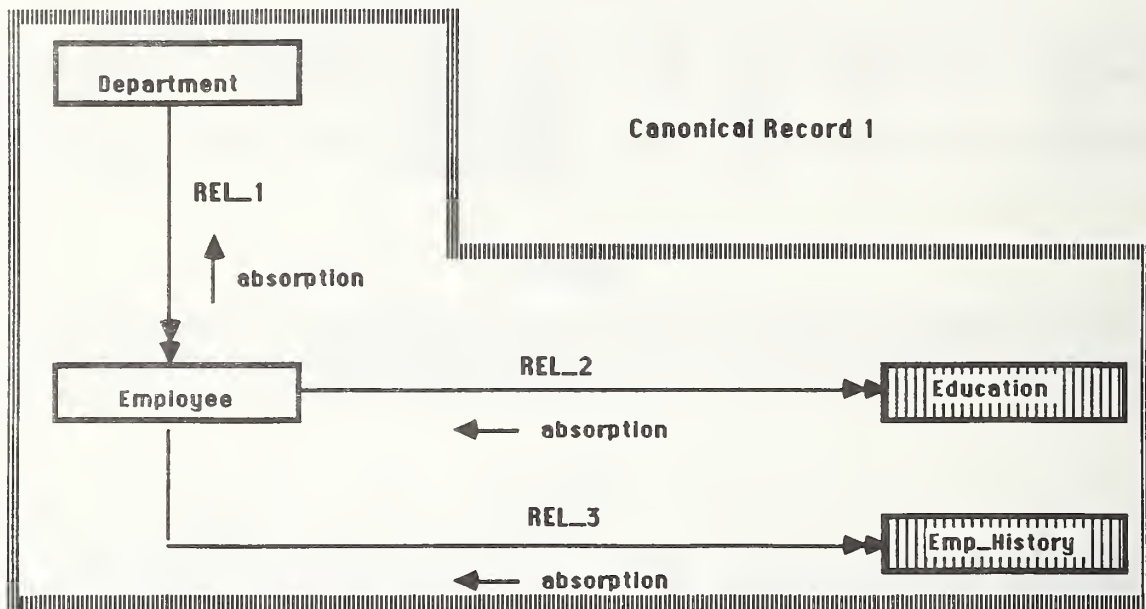 Department
Canonical Record 1
REL_1
absorption
REL_2
Employee
Education
absorption
REL_3
Emp_History
absorption